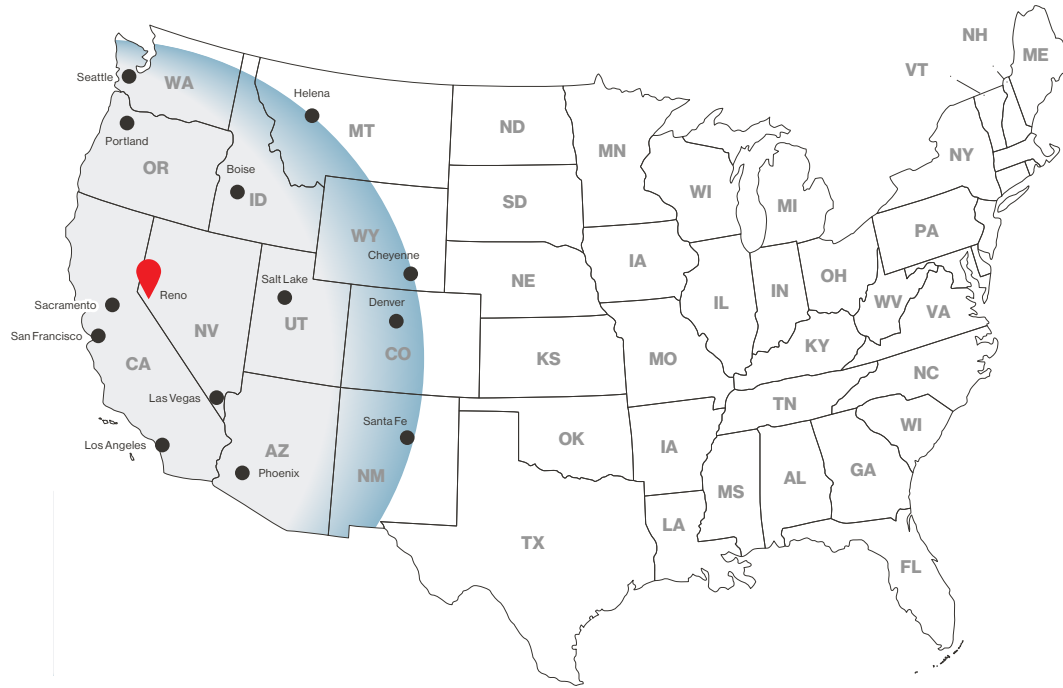 NH
ME
VT
Seattle
WA
Helena
MT
ND
MN
NY
Portland
OR
Boise
ID
SD
WI
MI
PA
WY
Cheyenne
IA
OH
NE
IL
IN
WV
VA
Salt Lake
Reno
Sacramento
Denver
San Francisco
NV
UT
CO
KS
MO
KY
CA
NC
Las Vegas
TN
WI
Los Angeles
AZ
Santa Fe
OK
IA
Phoenix
NM
MS
AL
GA
LA
TX
FL